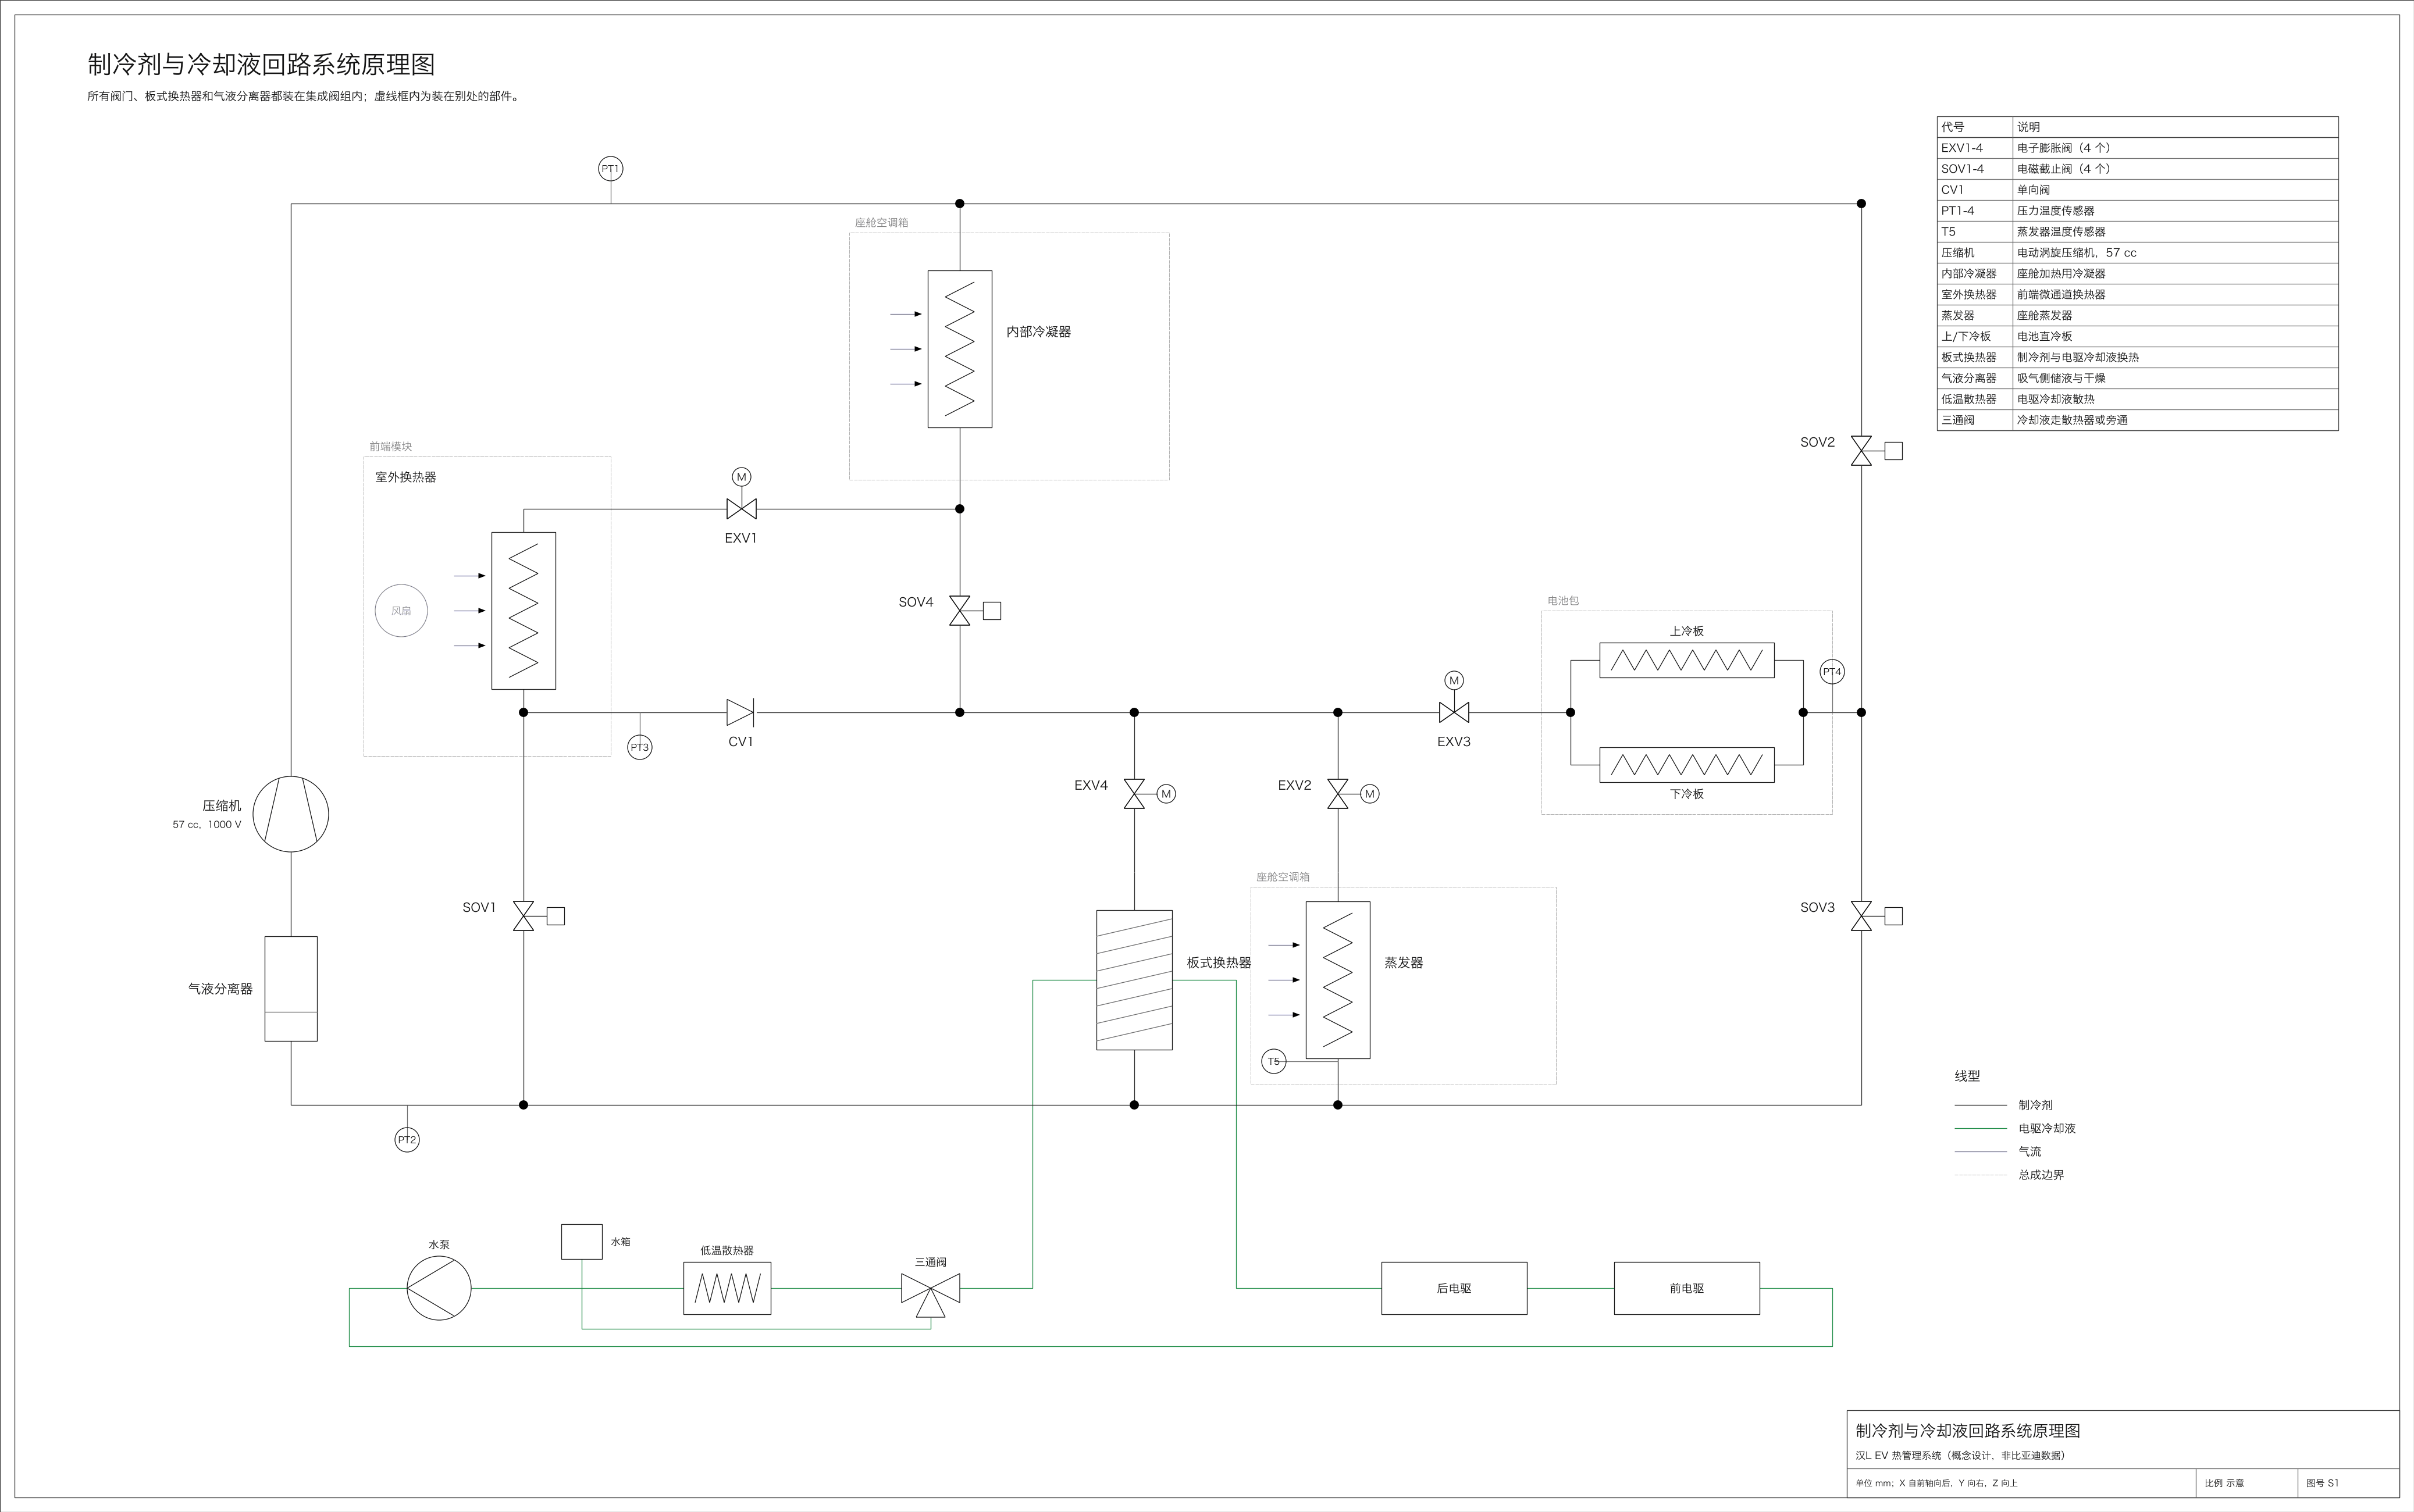 制冷剂与冷却液回路系统原理图
所有阀门、板式换热器和气液分离器都装在集成阀组内；虚线框内为装在别处的部件。
代号 说明
EXV1-4 电子膨胀阀（4 个）
SOV1-4 电磁截止阀（4 个）
CV1 单向阀
PT1-4 压力温度传感器
T5 蒸发器温度传感器
压缩机 电动涡旋压缩机，57 cc
内部冷凝器 座舱加热用冷凝器
室外换热器 前端微通道换热器
蒸发器 座舱蒸发器
上/下冷板 电池直冷板
板式换热器 制冷剂与电驱冷却液换热
气液分离器 吸气侧储液与干燥
低温散热器 电驱冷却液散热
三通阀 冷却液走散热器或旁通
PT1
座舱空调箱
内部冷凝器
前端模块
室外换热器
风扇
M
EXV1
SOV2
SOV4
电池包
上冷板
PT4
M
EXV3
下冷板
PT3
CV1
EXV4
M
EXV2
M
压缩机
57 cc，1000 V
座舱空调箱
SOV1
SOV3
板式换热器
蒸发器
气液分离器
T5
PT2
线型
制冷剂
电驱冷却液
气流
总成边界
水泵
水箱
低温散热器
三通阀
后电驱
前电驱
制冷剂与冷却液回路系统原理图
汉L EV 热管理系统（概念设计，非比亚迪数据）
单位 mm；X 自前轴向后，Y 向右，Z 向上
比例 示意
图号 S1